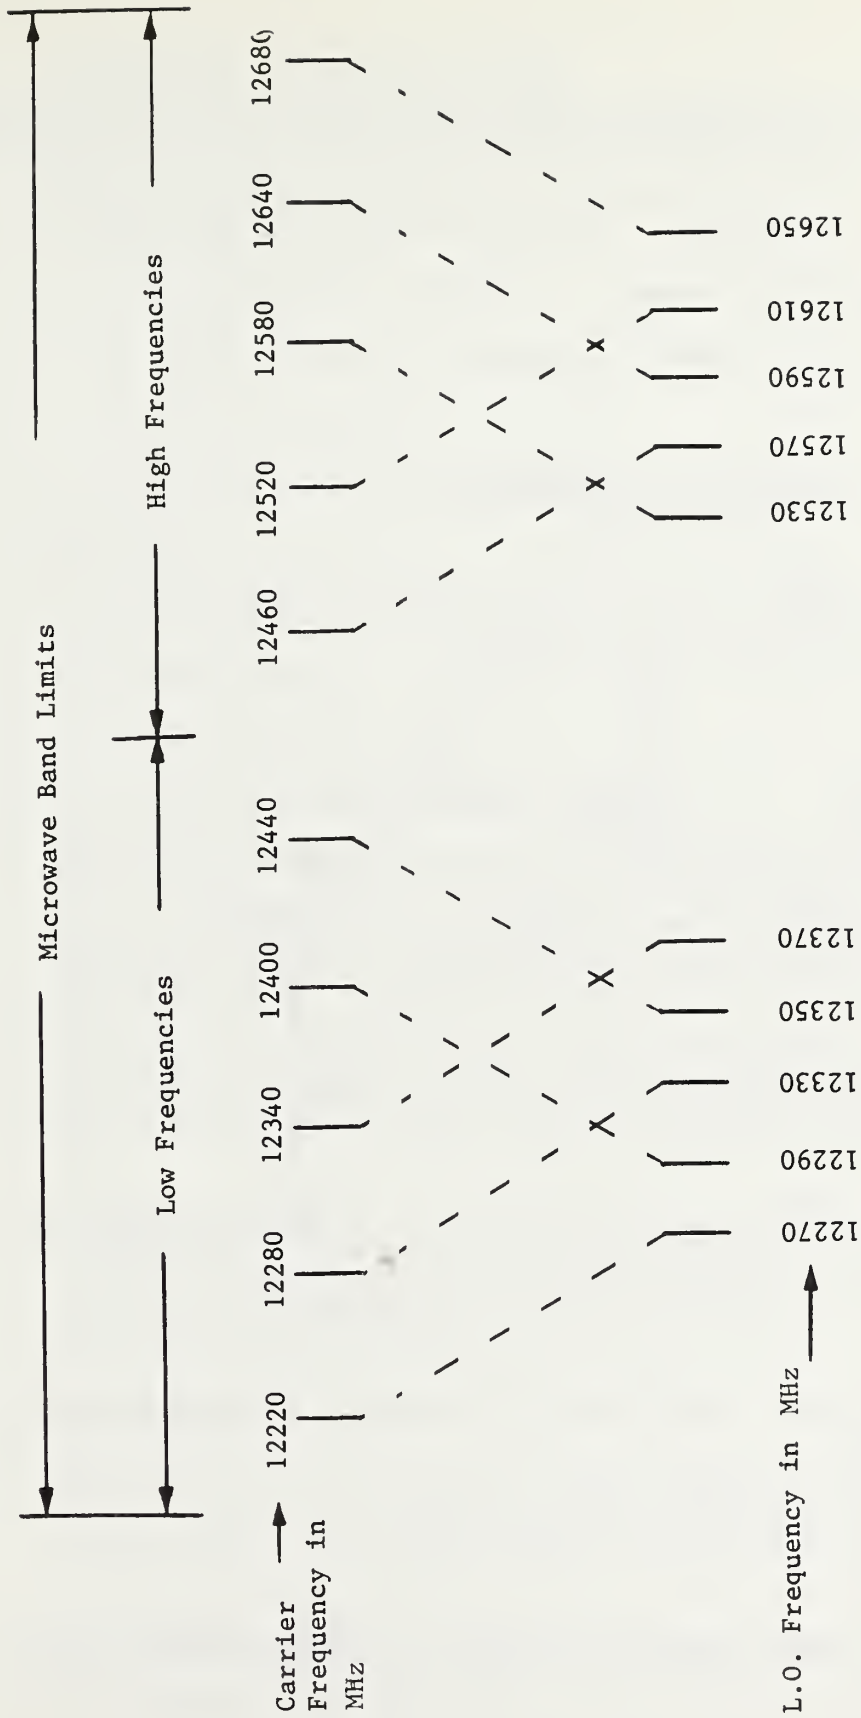 Microwave Band Limits
Low Frequencies
High Frequencies
Carrier
Frequency in
MHz
12220
12280
12340
12400
12440
12460
12520
12580
12640
12680
12270
12290
12330
12350
12370
12530
12570
12590
12610
12650
L.O. Frequency in MHz